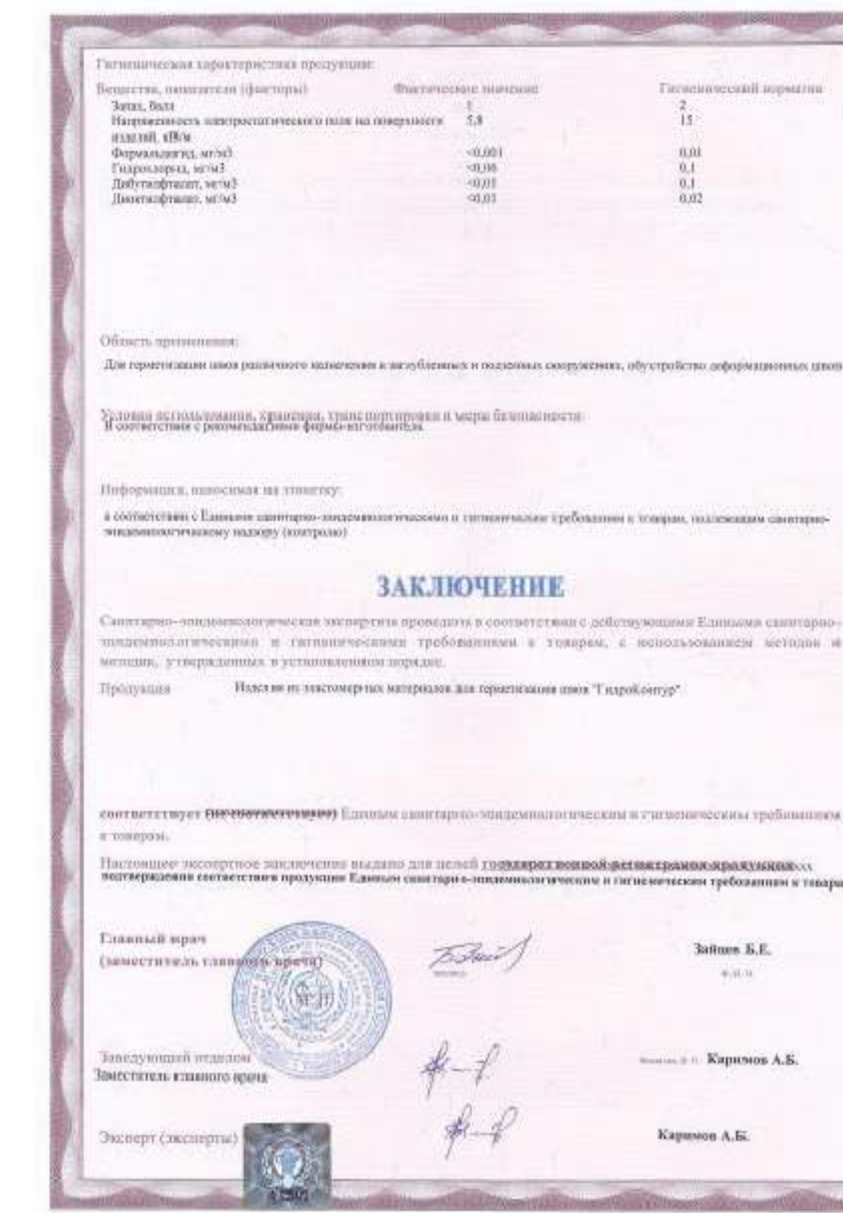 Гигиеническая характеристика продукции:
Вещества, показатели (факторы) Фактическое значение Гигиенический норматив
Запах, балл 1 2
Напряженность электростатического поля на поверхности 5,8 15
изделий, кВ/м
Формальдегид, мг/м3 <0,001 0,01
Гидрохлорид, мг/м3 <0,06 0,1
Дибутилфталат, мг/м3 <0,01 0,1
Диоктилфталат, мг/м3 <0,01 0,02
Область применения:
Для герметизации швов различного назначения в заглубленных и подземных сооружениях, обустройство деформационных швов
Условия использования, хранения, транспортировки и меры безопасности:
В соответствии с рекомендациями фирмы-изготовителя.
Информация, наносимая на этикетку:
в соответствии с Едиными санитарно-эпидемиологическими и гигиеническими требованиями к товарам, подлежащим санитарно-
эпидемиологическому надзору (контролю)
ЗАКЛЮЧЕНИЕ
Санитарно-эпидемиологическая экспертиза проведена в соответствии с действующими Едиными санитарно-
эпидемиологическими и гигиеническими требованиями к товарам, с использованием методов и
методик, утвержденных в установленном порядке.
Продукция Изделия из эластомерных материалов для герметизации швов "ГидроКонтур"
соответствует (не соответствует) Единым санитарно-эпидемиологическим и гигиеническим требованиям
к товарам.
Настоящее экспертное заключение выдано для целей государственной регистрации продукции
подтверждения соответствия продукции Единым санитарно-эпидемиологическим и гигиеническим требованиям к товара
Главный врач
(заместитель главного врача) М.П. Зайцев Б.Е.
Ф. И. О.
Заведующий отделом
Заместитель главного врача Каримов А.Б.
Эксперт (эксперты) Каримов А.Б.